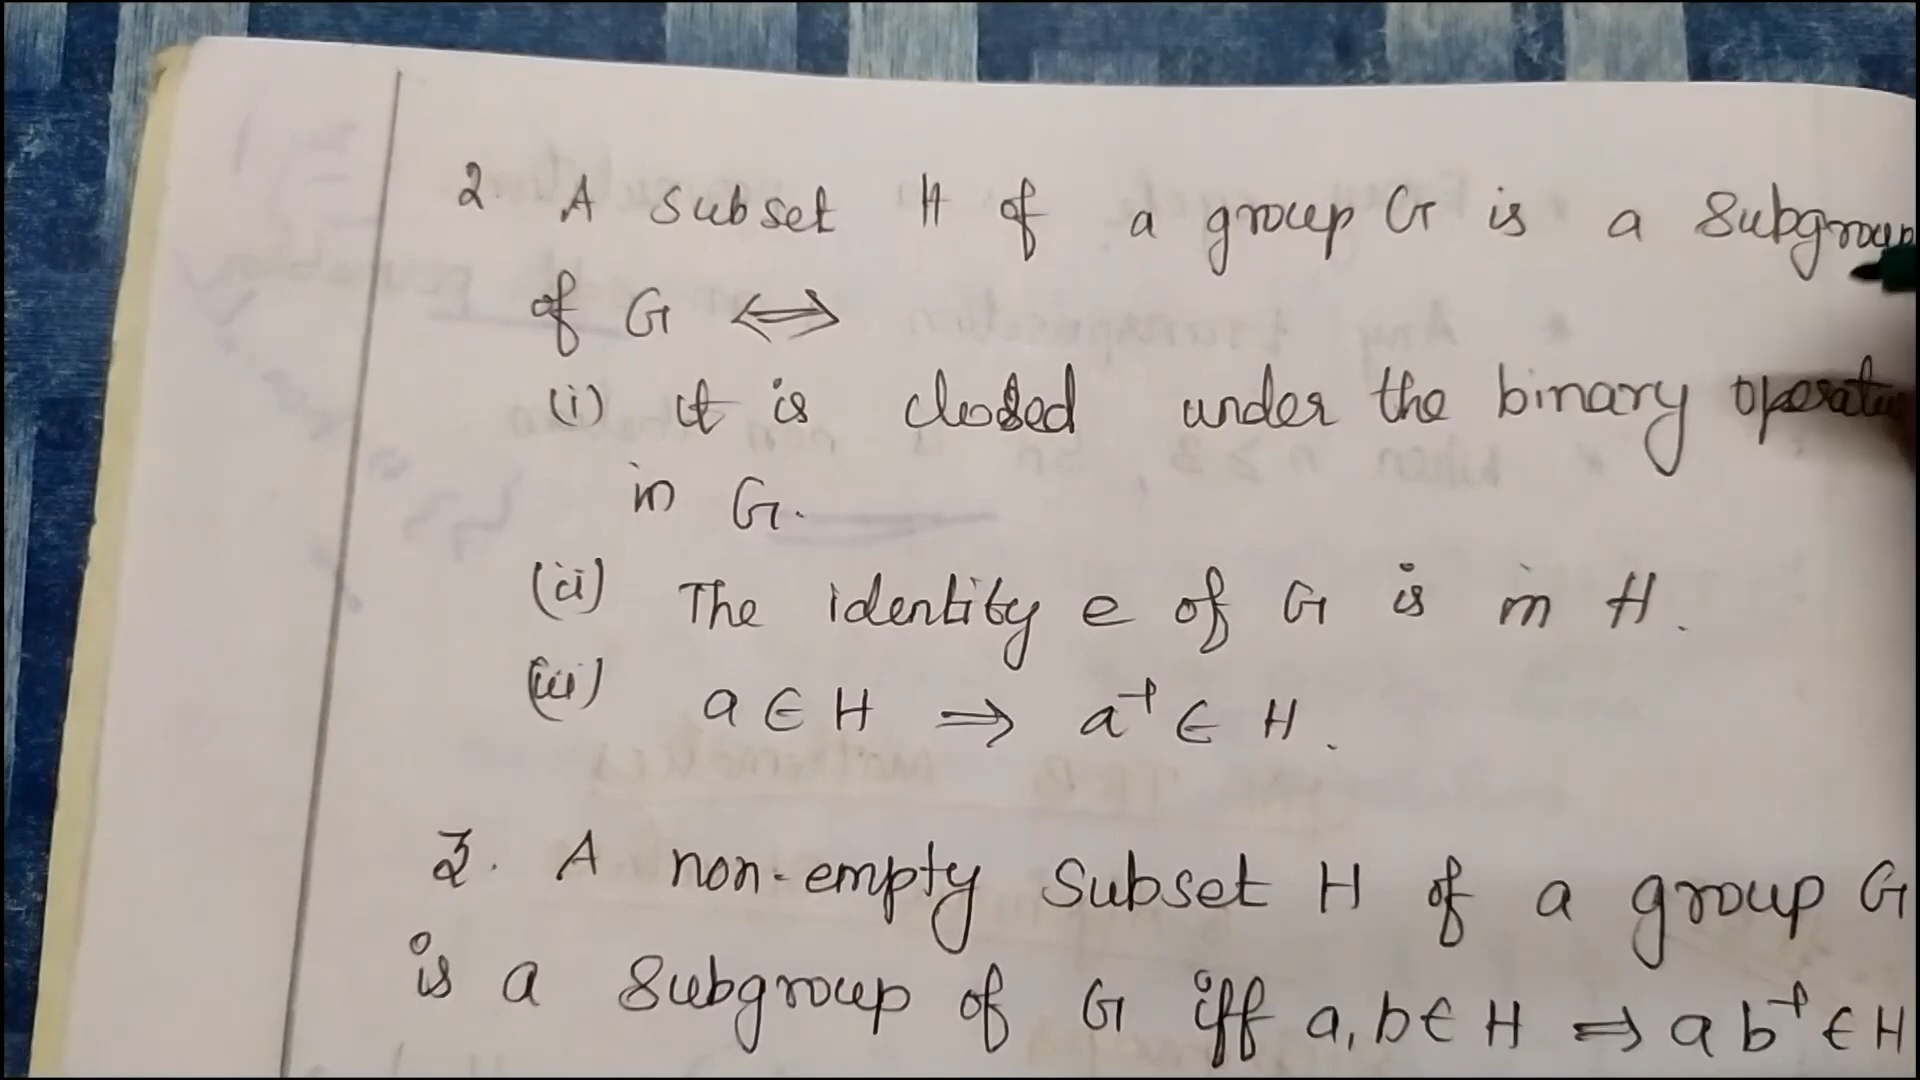 2. A subset H of a group G is a subgroup
of G ⟺
(i) it is closed under the binary
in G.
(ii) The identity e of G is in H.
(iii) a ∈ H ⟹ a⁻¹ ∈ H.
3. A non-empty subset H of a group G
is a subgroup of G iff a, b ∈ H ⟹ ab⁻¹ ∈ H